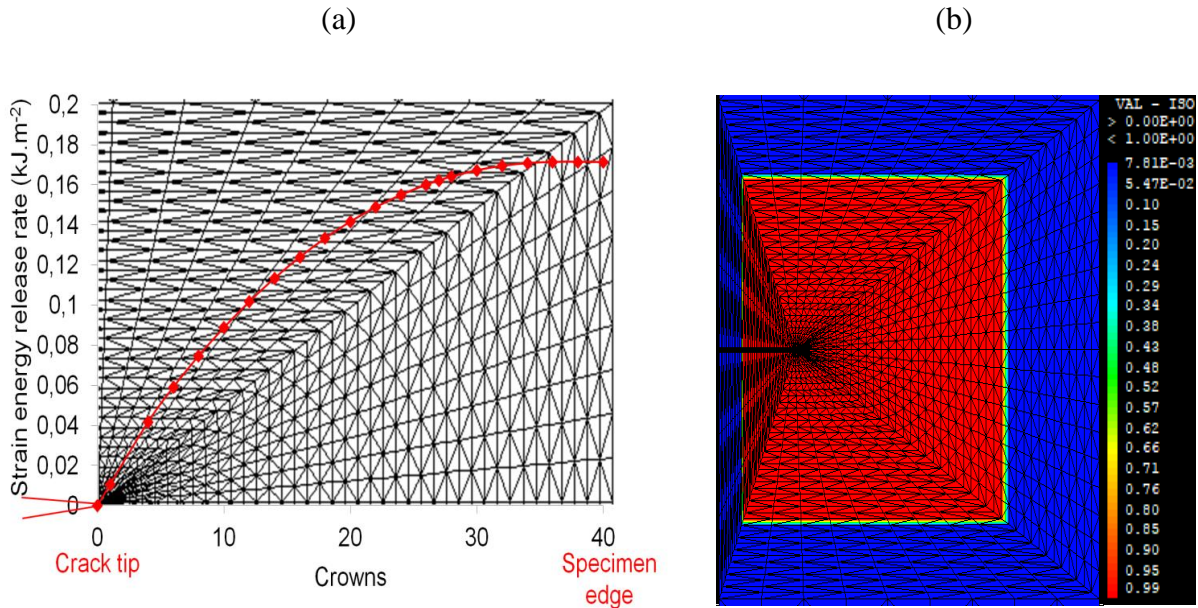 (a)
(b)
Strain energy release rate (kJ.m-2)
0,2
0,18
0,16
0,14
0,12
0,1
0,08
0,06
0,04
0,02
0
0 10 20 30 40
Crack tip
Crowns
Specimen
edge
VAL - ISO
> 0.00E+00
< 1.00E+00
7.81E-03
5.47E-02
0.10
0.15
0.20
0.24
0.29
0.34
0.38
0.43
0.48
0.52
0.57
0.62
0.66
0.71
0.76
0.80
0.85
0.90
0.95
0.99